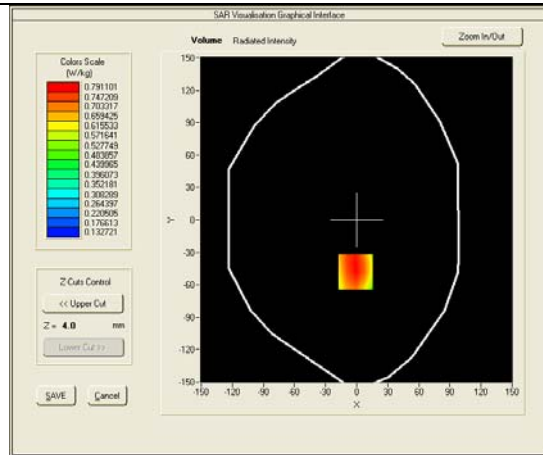 SAR Visualisation Graphical Interface
Volume Radiated Intensity
Zoom In/Out
Colors Scale
(W/kg)
0.791101
0.747209
0.703317
0.659425
0.615533
0.571641
0.527749
0.483857
0.439965
0.396073
0.352181
0.308289
0.264397
0.220505
0.176613
0.132721
Z Cuts Control
<< Upper Cut
Z = 4.0 mm
Lower Cut >>
SAVE Cancel
150
120
90
60
30
0
-30
-60
-90
-120
-150
Y
-150 -120 -90 -60 -30 0 30 60 90 120 150
X